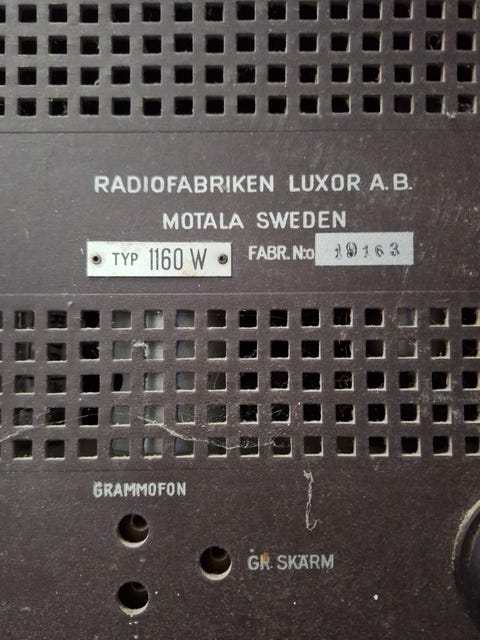 RADIOFABRIKEN LUXOR A.B.
MOTALA SWEDEN
TYP 1160 W FABR. N:o 19163
GRAMMOFON
GR. SKÄRM